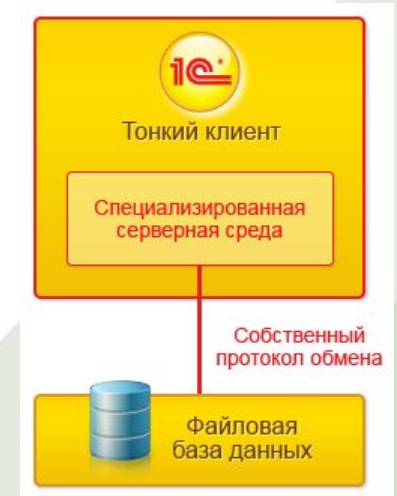 1С
Тонкий клиент
Специализированная
серверная среда
Собственный
протокол обмена
Файловая
база данных